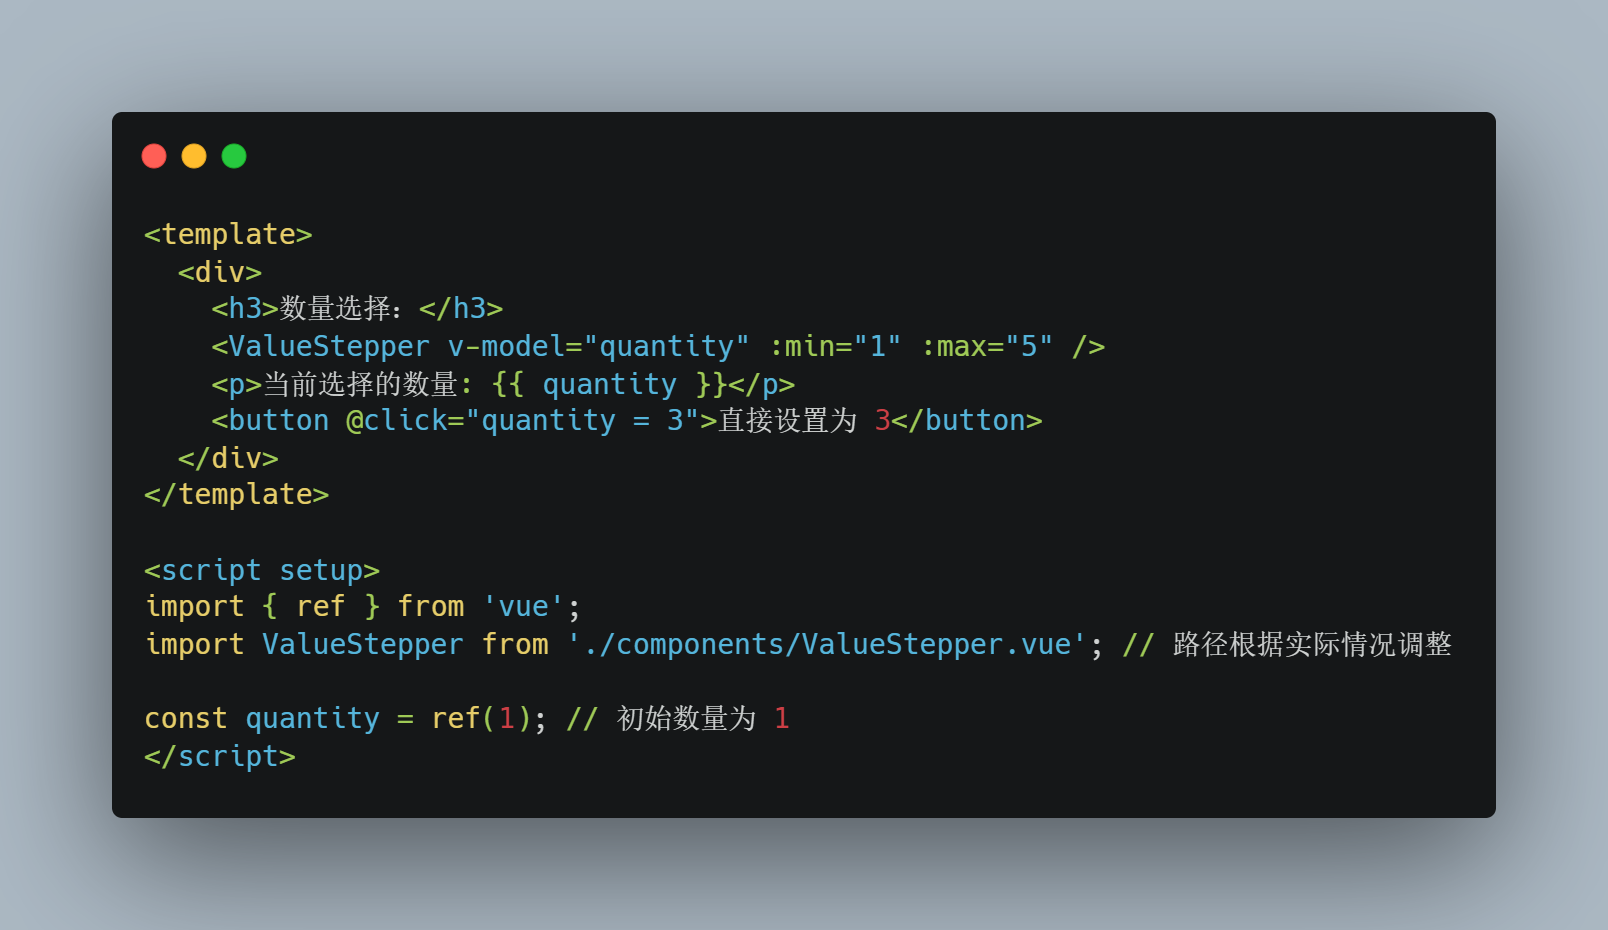 <template>
  <div>
    <h3>数量选择：</h3>
    <ValueStepper v-model="quantity" :min="1" :max="5" />
    <p>当前选择的数量: {{ quantity }}</p>
    <button @click="quantity = 3">直接设置为 3</button>
  </div>
</template>

<script setup>
import { ref } from 'vue';
import ValueStepper from './components/ValueStepper.vue'; // 路径根据实际情况调整

const quantity = ref(1); // 初始数量为 1
</script>